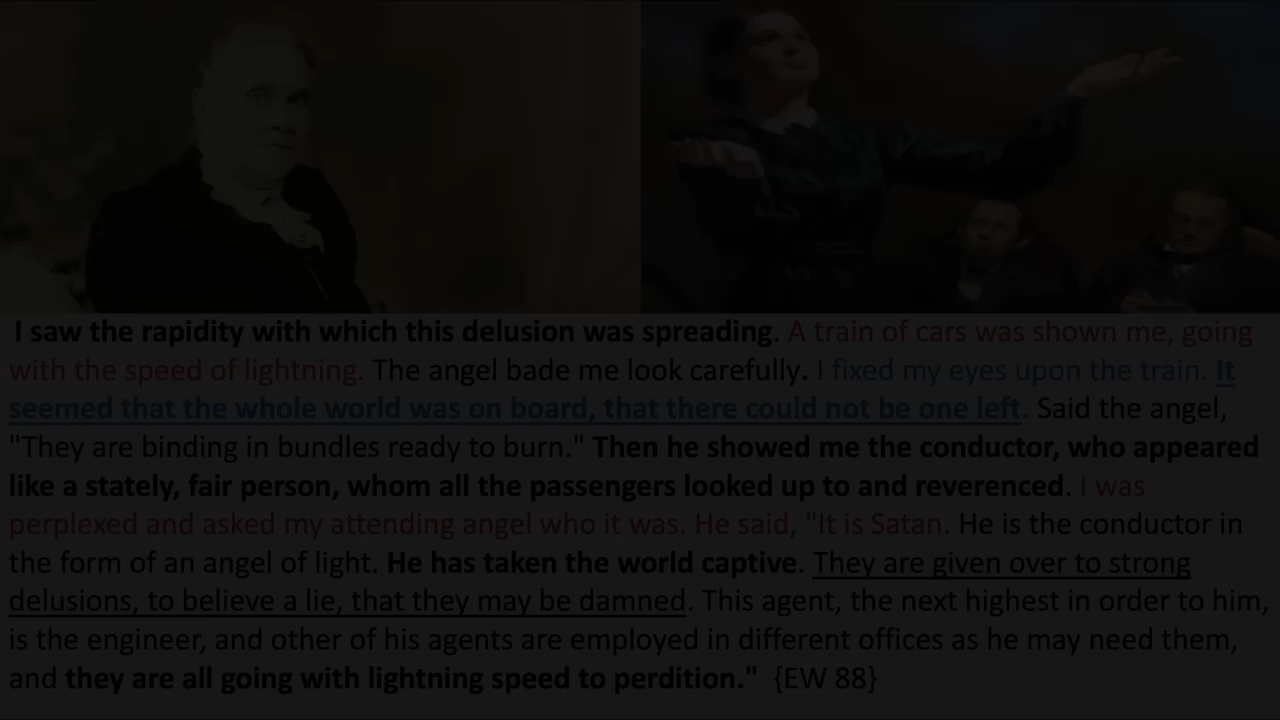 I saw the rapidity with which this delusion was spreading. A train of cars was shown me, going
with the speed of lightning. The angel bade me look carefully. I fixed my eyes upon the train. It
seemed that the whole world was on board, that there could not be one left. Said the angel,
"They are binding in bundles ready to burn." Then he showed me the conductor, who appeared
like a stately, fair person, whom all the passengers looked up to and reverenced. I was
perplexed and asked my attending angel who it was. He said, "It is Satan. He is the conductor in
the form of an angel of light. He has taken the world captive. They are given over to strong
delusions, to believe a lie, that they may be damned. This agent, the next highest in order to him,
is the engineer, and other of his agents are employed in different offices as he may need them,
and they are all going with lightning speed to perdition." {EW 88}